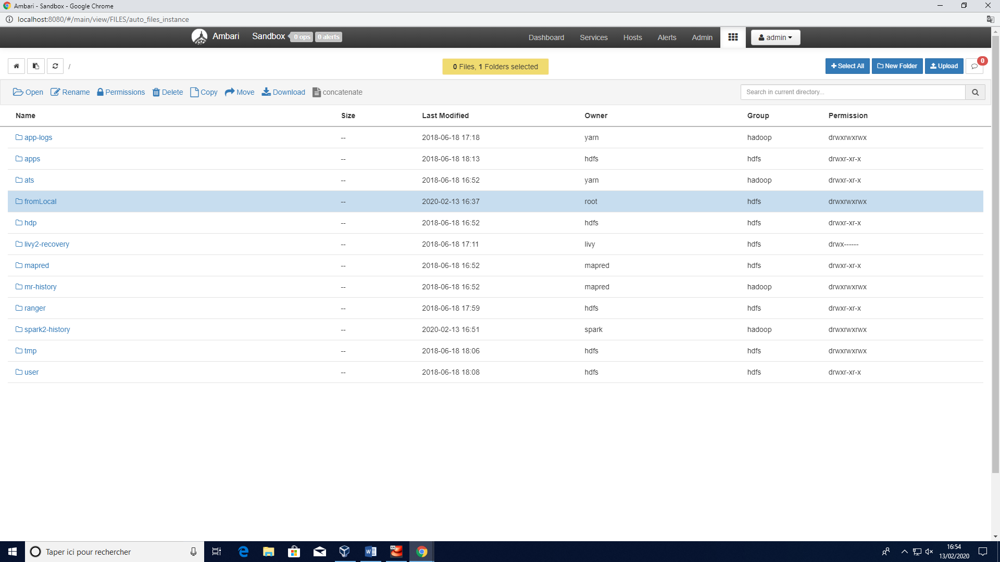 Ambari - Sandbox - Google Chrome
localhost:8080/#/main/view/FILES/auto_files_instance
Ambari Sandbox 0 ops 0 alerts Dashboard Services Hosts Alerts Admin admin
/ 0 Files, 1 Folders selected Select All New Folder Upload 0
Open Rename Permissions Delete Copy Move Download concatenate Search in current directory...
Name Size Last Modified Owner Group Permission
app-logs -- 2018-06-18 17:18 yarn hadoop drwxrwxrwx
apps -- 2018-06-18 18:13 hdfs hdfs drwxr-xr-x
ats -- 2018-06-18 16:52 yarn hadoop drwxr-xr-x
fromLocal -- 2020-02-13 16:37 root hdfs drwxrwxrwx
hdp -- 2018-06-18 16:52 hdfs hdfs drwxr-xr-x
livy2-recovery -- 2018-06-18 17:11 livy hdfs drwx------
mapred -- 2018-06-18 16:52 mapred hdfs drwxr-xr-x
mr-history -- 2018-06-18 16:52 mapred hadoop drwxrwxrwx
ranger -- 2018-06-18 17:59 hdfs hdfs drwxr-xr-x
spark2-history -- 2020-02-13 16:51 spark hadoop drwxrwxrwx
tmp -- 2018-06-18 18:06 hdfs hdfs drwxrwxrwx
user -- 2018-06-18 18:08 hdfs hdfs drwxr-xr-x
Taper ici pour rechercher 16:54
13/02/2020